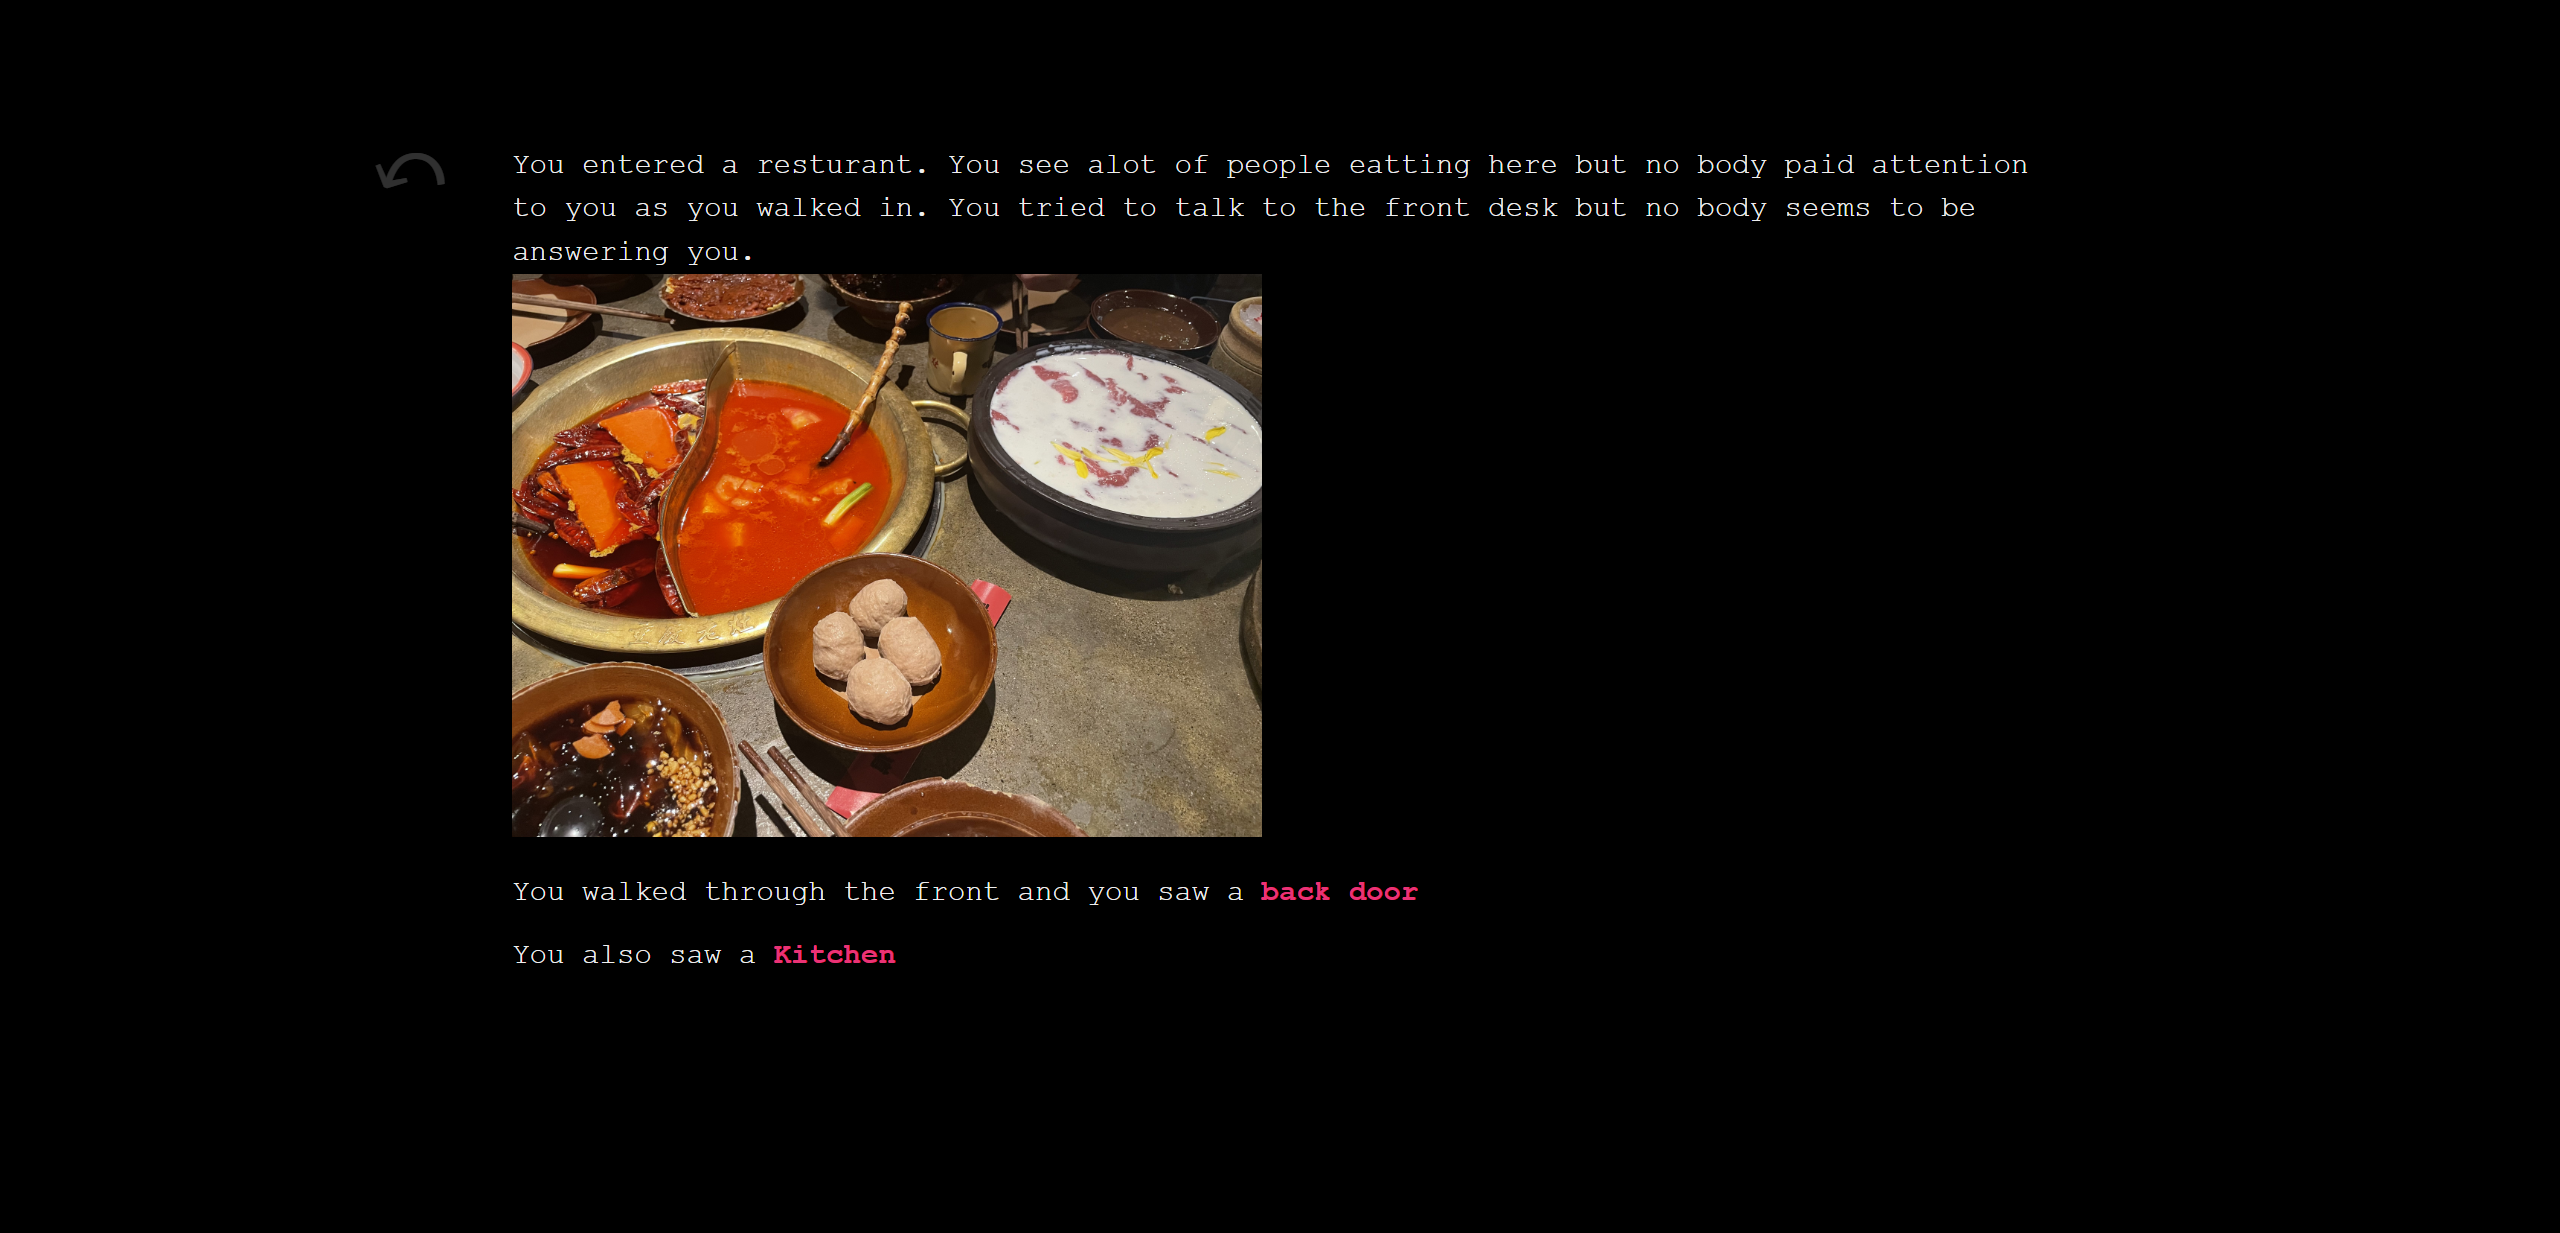 You entered a resturant. You see alot of people eatting here but no body paid attention
to you as you walked in. You tried to talk to the front desk but no body seems to be
answering you.
You walked through the front and you saw a back door
You also saw a Kitchen